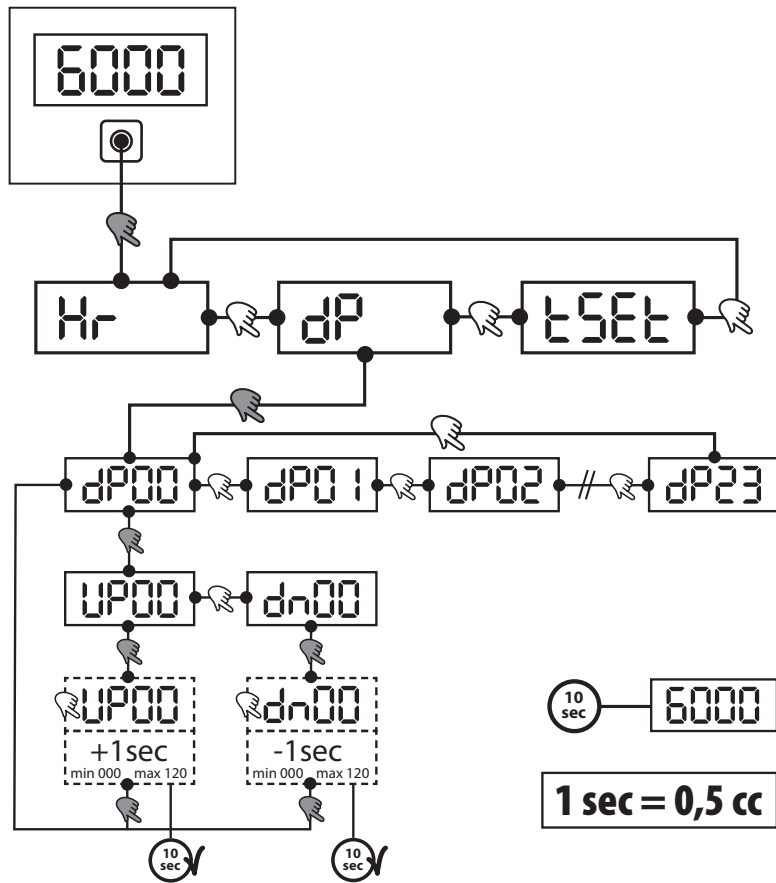 6000
Hr
dP
tSEt
dP00
dP01
dP02
dP23
UP00
dn00
UP00
dn00
+1sec
min 000 max 120
-1sec
min 000 max 120
10
sec
6000
1 sec = 0,5 cc
10
sec
10
sec